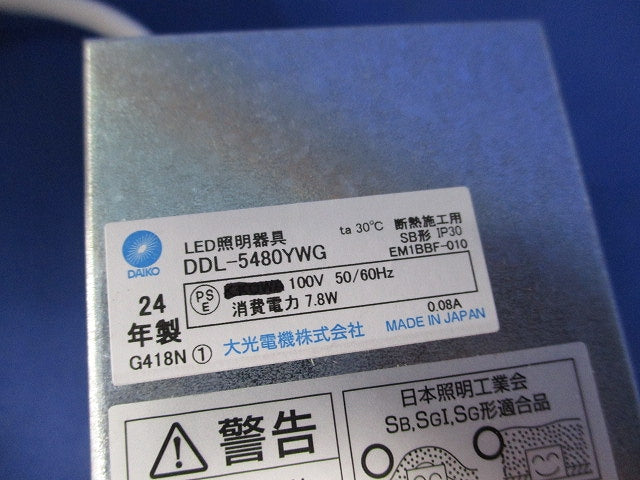 DAIKO
LED照明器具
DDL-5480YWG
ta 30℃ 断熱施工用
SB形 IP30
EM1BBF-010
PS
E
100V 50/60Hz
消費電力 7.8W
0.08A
24
年製
G418N ①
大光電機株式会社
MADE IN JAPAN
警告
日本照明工業会
SB,SGI,SG形適合品